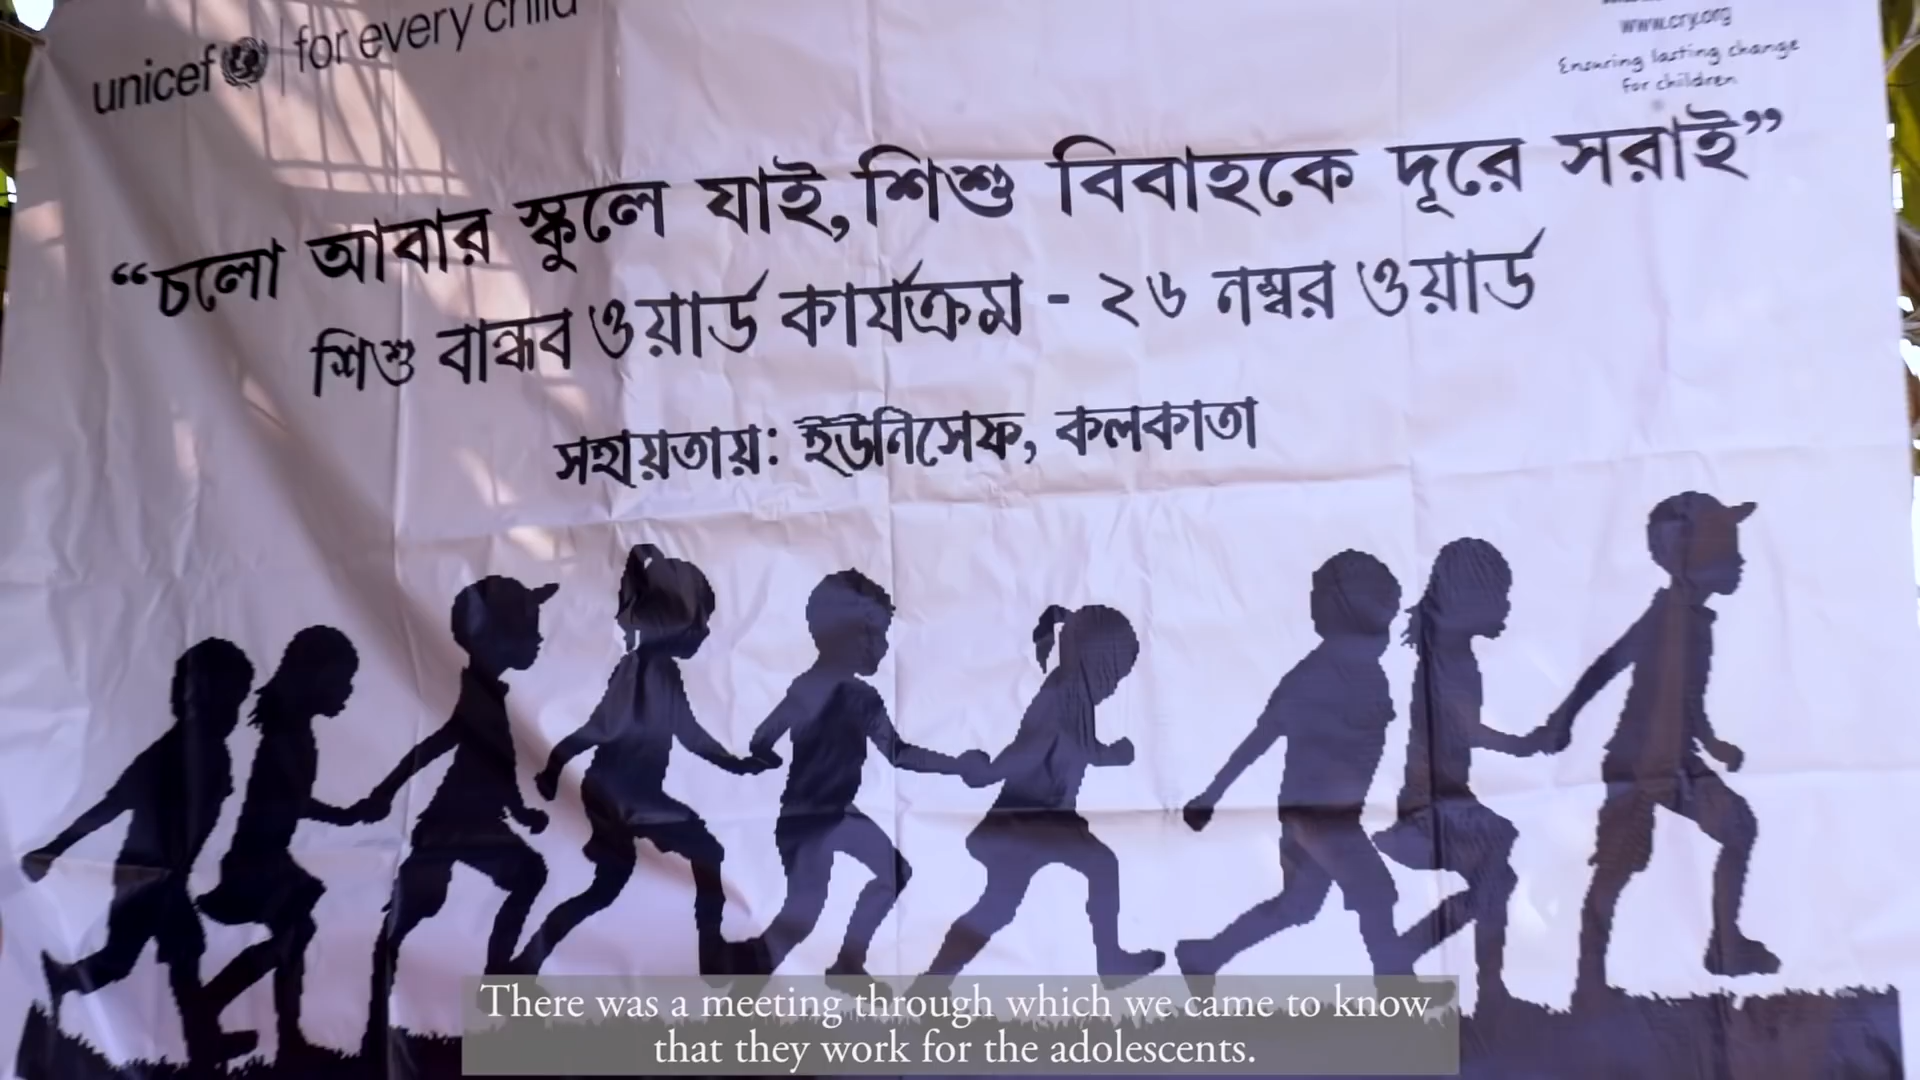 unicef for every child
www.cry.org
Ensuring lasting change
for children
“চলো আবার স্কুলে যাই, শিশু বিবাহকে দূরে সরাই”
শিশু বান্ধব ওয়ার্ড কার্যক্রম - ২৬ নম্বর ওয়ার্ড
সহায়তায়: ইউনিসেফ, কলকাতা
There was a meeting through which we came to know
that they work for the adolescents.